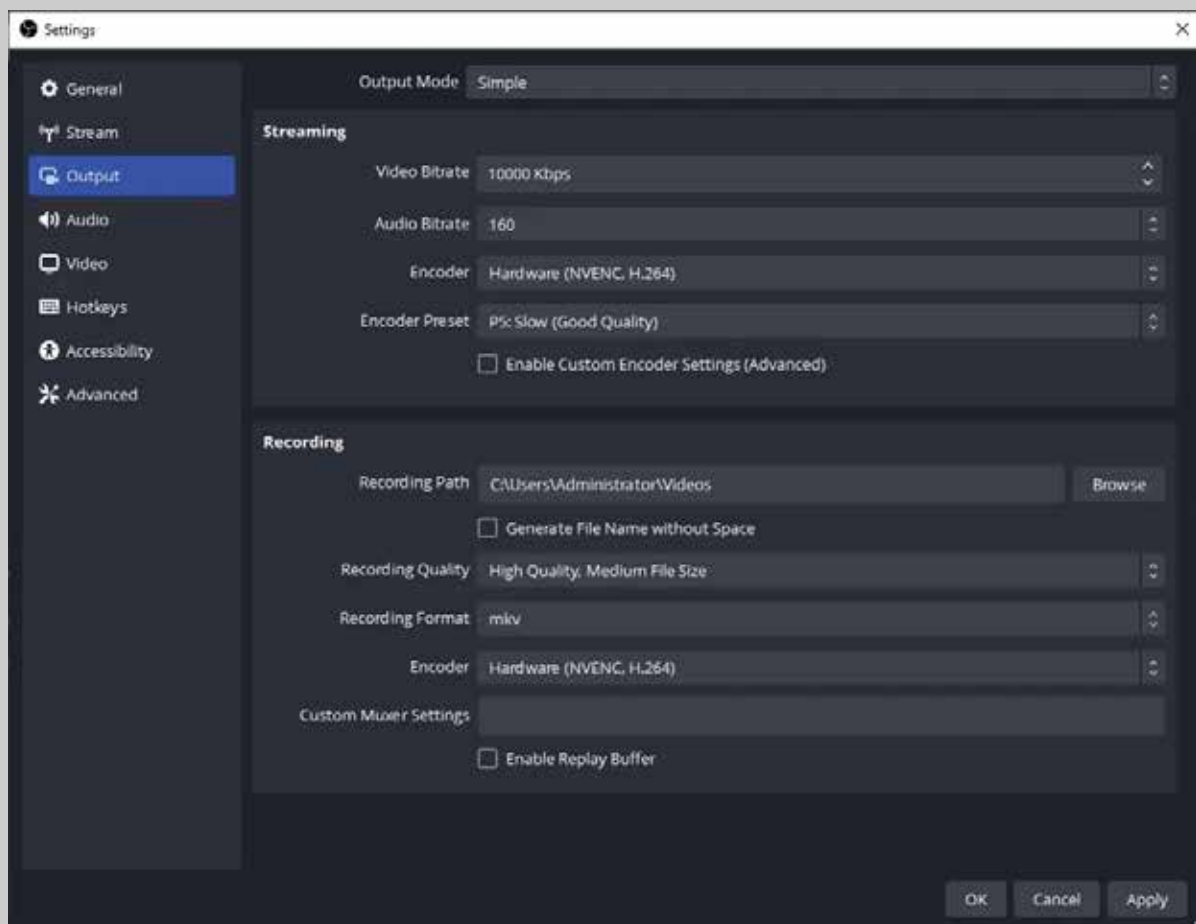 Settings
General
Stream
Output
Audio
Video
Hotkeys
Accessibility
Advanced
Output Mode Simple
Streaming
Video Bitrate 10000 Kbps
Audio Bitrate 160
Encoder Hardware (NVENC, H.264)
Encoder Preset P5: Slow (Good Quality)
Enable Custom Encoder Settings (Advanced)
Recording
Recording Path C:\Users\Administrator\Videos Browse
Generate File Name without Space
Recording Quality High Quality, Medium File Size
Recording Format mkv
Encoder Hardware (NVENC, H.264)
Custom Muxer Settings
Enable Replay Buffer
OK Cancel Apply